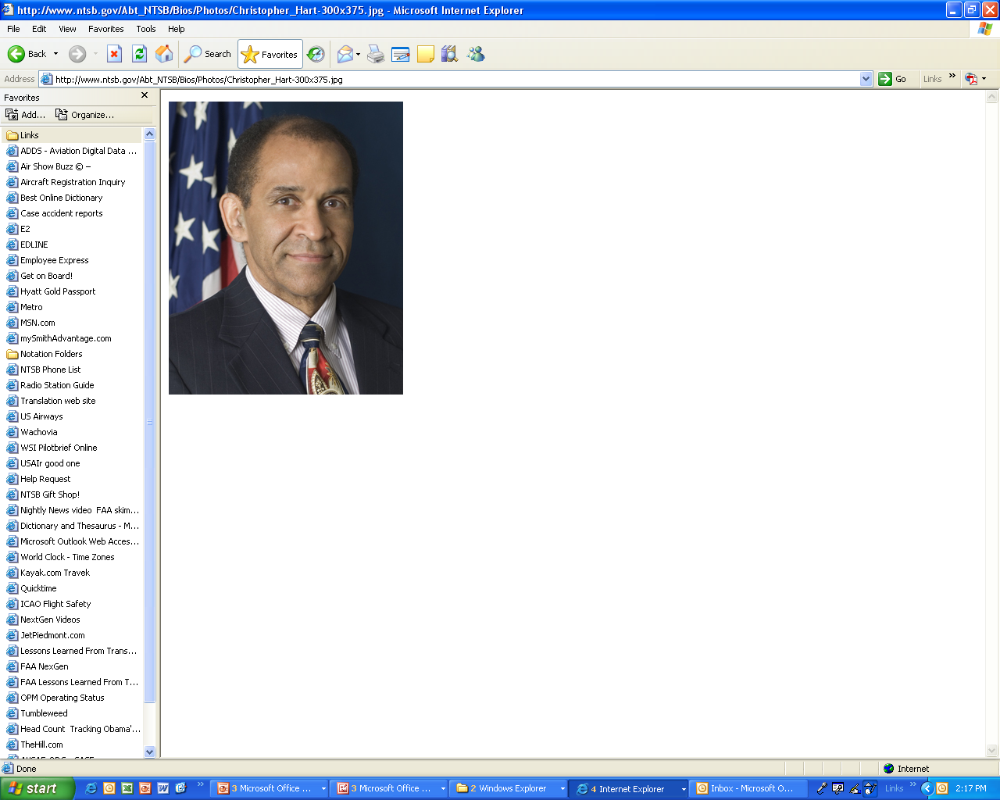 http://www.ntsb.gov/Abt_NTSB/Bios/Photos/Christopher_Hart-300x375.jpg - Microsoft Internet Explorer
File Edit View Favorites Tools Help
Back Search Favorites
Address http://www.ntsb.gov/Abt_NTSB/Bios/Photos/Christopher_Hart-300x375.jpg Go Links »
Favorites
Add... Organize...
Links
ADDS - Aviation Digital Data ...
Air Show Buzz © –
Aircraft Registration Inquiry
Best Online Dictionary
Case accident reports
E2
EDLINE
Employee Express
Get on Board!
Hyatt Gold Passport
Metro
MSN.com
mySmithAdvantage.com
Notation Folders
NTSB Phone List
Radio Station Guide
Translation web site
US Airways
Wachovia
WSI Pilotbrief Online
USAIr good one
Help Request
NTSB Gift Shop!
Nightly News video  FAA skim...
Dictionary and Thesaurus - M...
Microsoft Outlook Web Acces...
World Clock - Time Zones
Kayak.com Travek
Quicktime
ICAO Flight Safety
NextGen Videos
JetPiedmont.com
Lessons Learned From Trans...
FAA NexGen
FAA Lessons Learned From T...
OPM Operating Status
Tumbleweed
Head Count  Tracking Obama'...
TheHill.com
Done Internet
start » 3 Microsoft Office ... 3 Microsoft Office ... 2 Windows Explorer 4 Internet Explorer Inbox - Microsoft O... Links » 2:17 PM